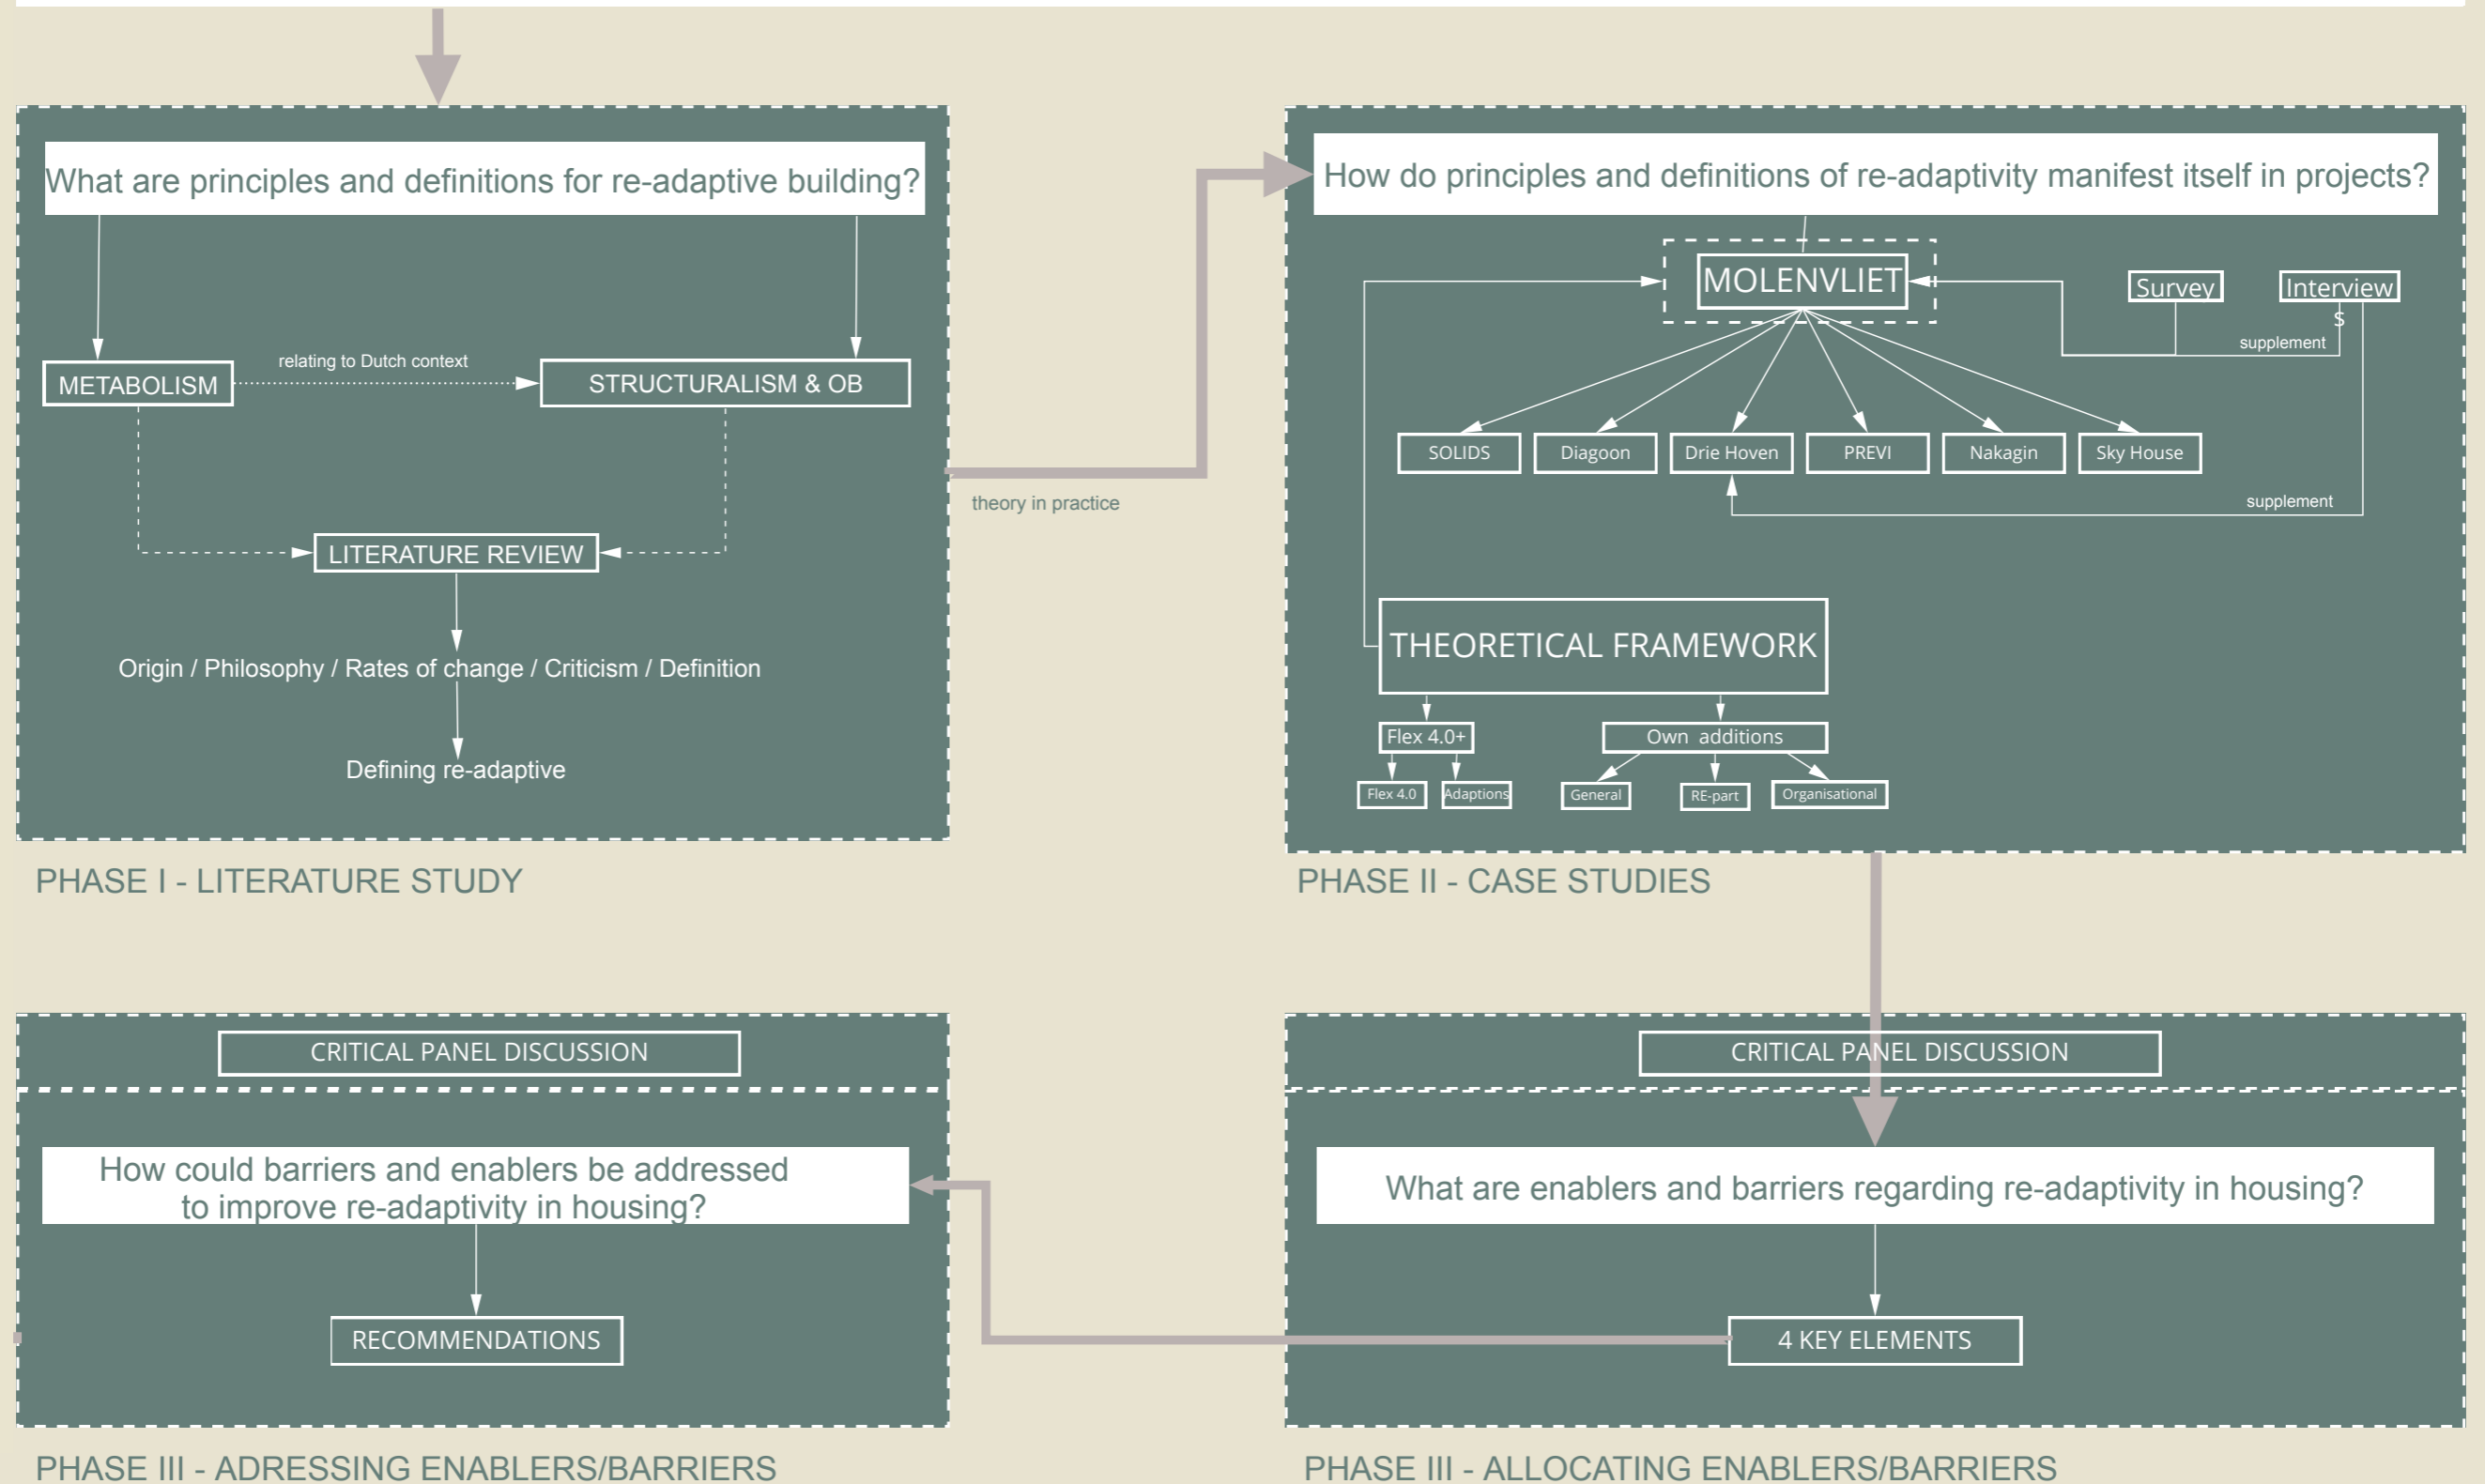 What are principles and definitions for re-adaptive building?
METABOLISM
relating to Dutch context
STRUCTURALISM & OB
LITERATURE REVIEW
Origin / Philosophy / Rates of change / Criticism / Definition
Defining re-adaptive
PHASE I - LITERATURE STUDY
theory in practice
How do principles and definitions of re-adaptivity manifest itself in projects?
MOLENVLIET
Survey
Interview
s
supplement
SOLIDS
Diagoon
Drie Hoven
PREVI
Nakagin
Sky House
supplement
THEORETICAL FRAMEWORK
Flex 4.0+
Own additions
Flex 4.0
Adaptions
General
RE-part
Organisational
PHASE II - CASE STUDIES
CRITICAL PANEL DISCUSSION
How could barriers and enablers be addressed
to improve re-adaptivity in housing?
RECOMMENDATIONS
PHASE III - ADRESSING ENABLERS/BARRIERS
CRITICAL PANEL DISCUSSION
What are enablers and barriers regarding re-adaptivity in housing?
4 KEY ELEMENTS
PHASE III - ALLOCATING ENABLERS/BARRIERS